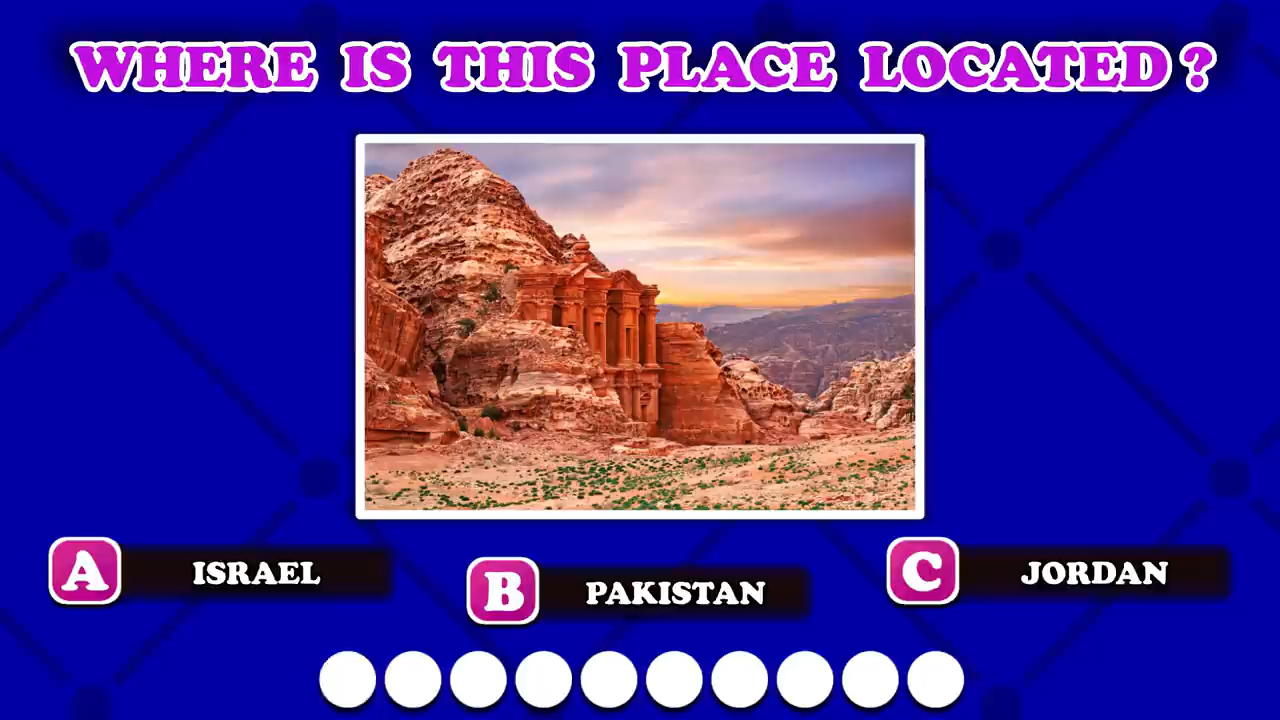 WHERE IS THIS PLACE LOCATED?
A ISRAEL
B PAKISTAN
C JORDAN